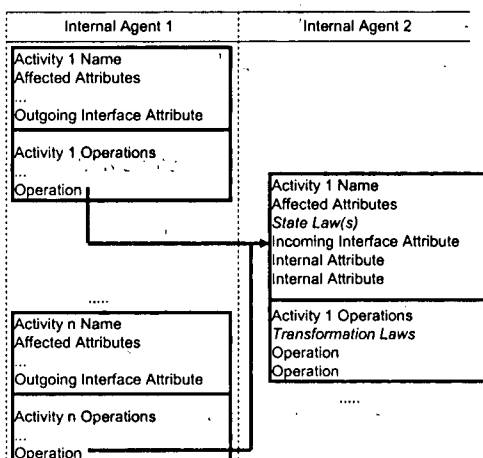 Internal Agent 1
Internal Agent 2
Activity 1 Name
Affected Attributes
...
Outgoing Interface Attribute
Activity 1 Operations
...
Operation
.....
Activity n Name
Affected Attributes
...
Outgoing Interface Attribute
Activity n Operations
...
Operation
Activity 1 Name
Affected Attributes
State Law(s)
Incoming Interface Attribute
Internal Attribute
Internal Attribute
Activity 1 Operations
Transformation Laws
Operation
Operation
.....